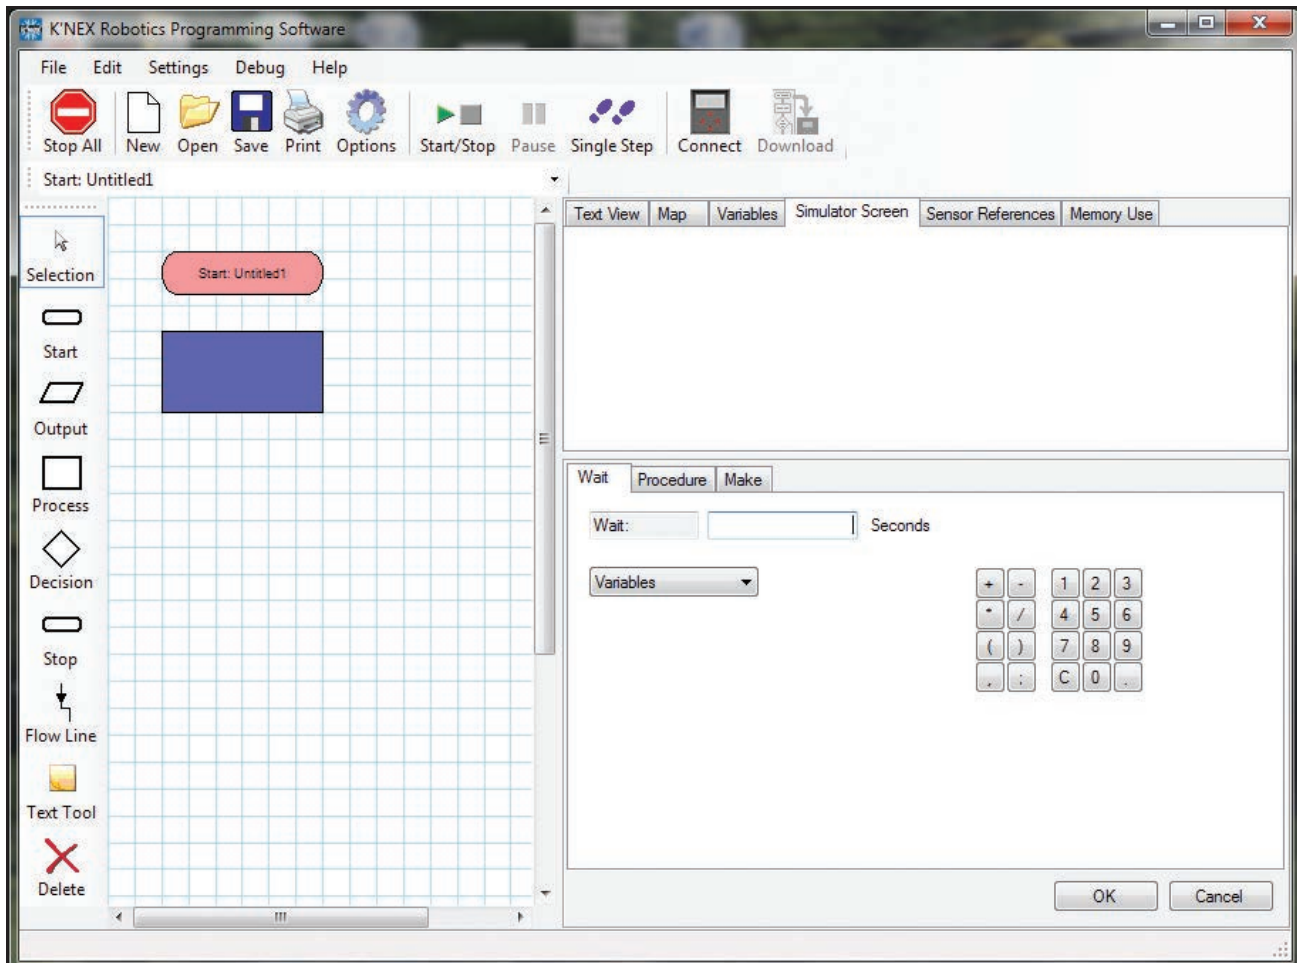 K'NEX Robotics Programming Software
File Edit Settings Debug Help
Stop All New Open Save Print Options Start/Stop Pause Single Step Connect Download
Start: Untitled1
Text View Map Variables Simulator Screen Sensor References Memory Use
Selection
Start
Output
Process
Decision
Stop
Flow Line
Text Tool
Delete
Start: Untitled1
Wait Procedure Make
Wait: Seconds
Variables
+ - 1 2 3
* / 4 5 6
( ) 7 8 9
, ; C 0 .
OK Cancel